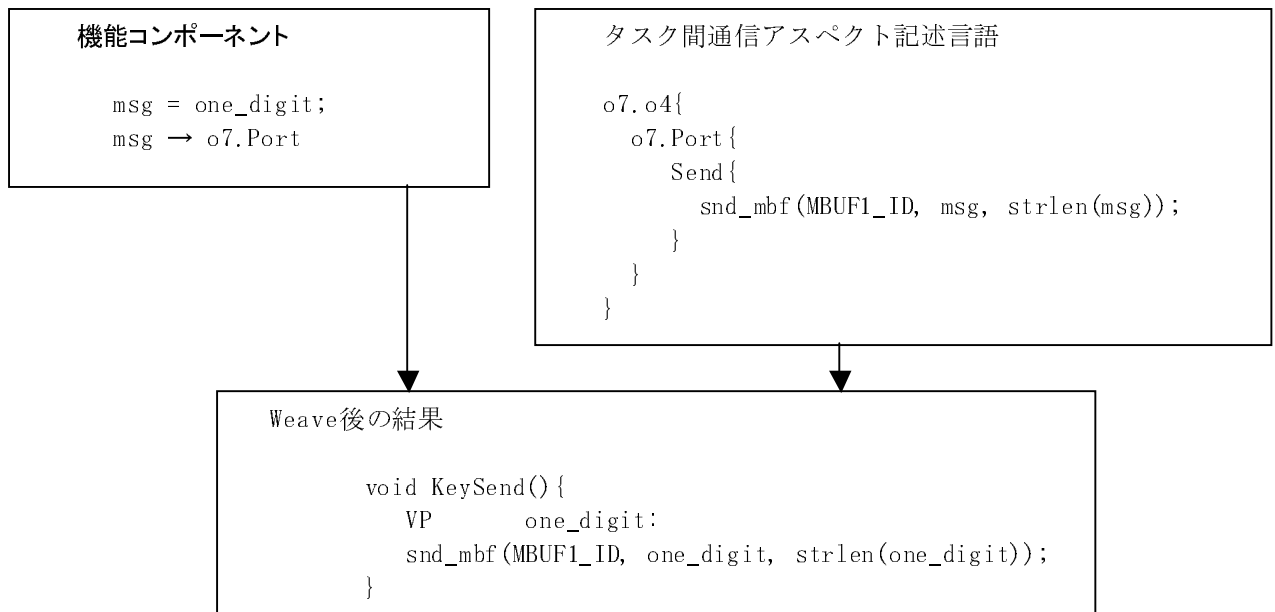 機能コンポーネント
msg = one_digit;
msg → o7.Port
タスク間通信アスペクト記述言語
o7.o4{
o7.Port{
Send{
snd_mbf(MBUF1_ID, msg, strlen(msg));
}
}
}
Weave後の結果
void KeySend(){
VP one_digit:
snd_mbf(MBUF1_ID, one_digit, strlen(one_digit));
}